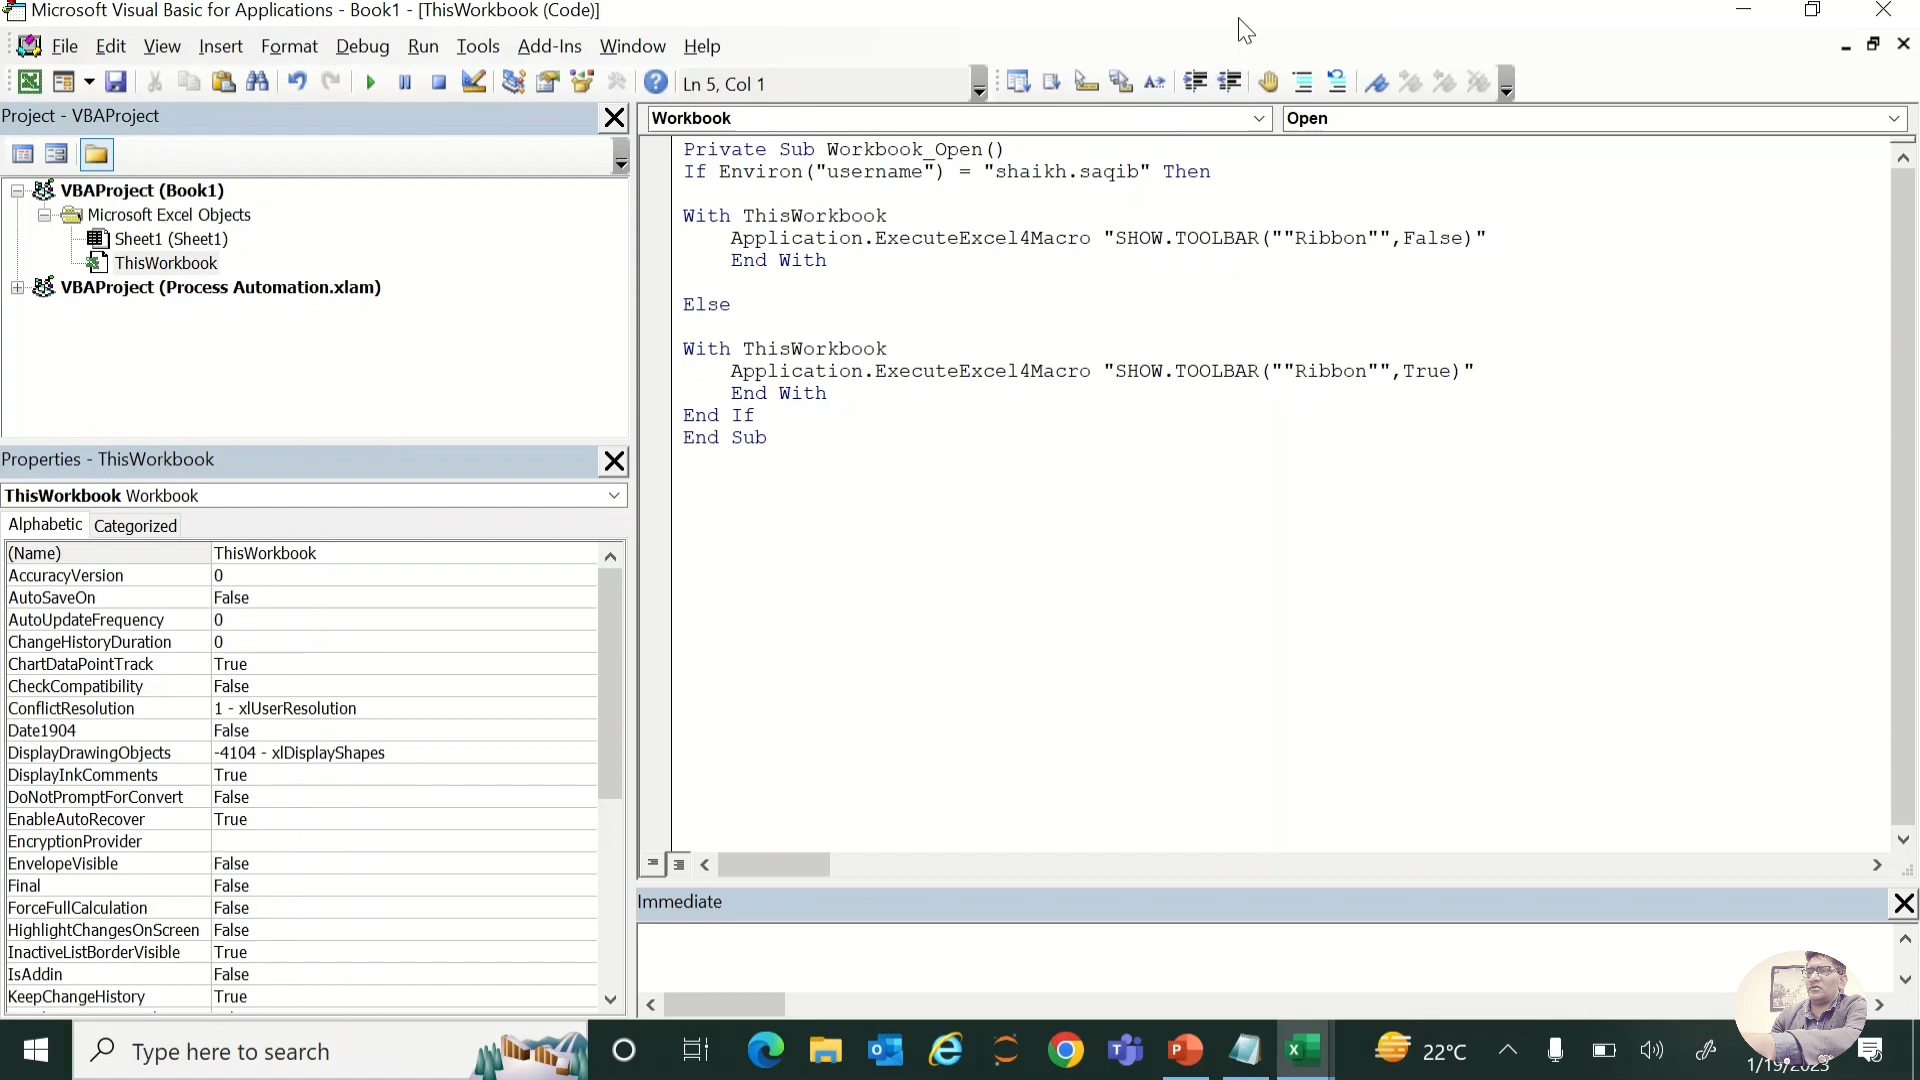 Microsoft Visual Basic for Applications - Book1 - [ThisWorkbook (Code)]
File Edit View Insert Format Debug Run Tools Add-Ins Window Help
Ln 5, Col 1
Project - VBAProject
VBAProject (Book1)
Microsoft Excel Objects
Sheet1 (Sheet1)
ThisWorkbook
VBAProject (Process Automation.xlam)
Properties - ThisWorkbook
ThisWorkbook Workbook
Alphabetic Categorized
(Name) ThisWorkbook
AccuracyVersion 0
AutoSaveOn False
AutoUpdateFrequency 0
ChangeHistoryDuration 0
ChartDataPointTrack True
CheckCompatibility False
ConflictResolution 1 - xlUserResolution
Date1904 False
DisplayDrawingObjects -4104 - xlDisplayShapes
DisplayInkComments True
DoNotPromptForConvert False
EnableAutoRecover True
EncryptionProvider
EnvelopeVisible False
Final False
ForceFullCalculation False
HighlightChangesOnScreen False
InactiveListBorderVisible True
IsAddin False
KeepChangeHistory True
Workbook Open
Private Sub Workbook_Open()
If Environ("username") = "shaikh.saqib" Then
With ThisWorkbook
Application.ExecuteExcel4Macro "SHOW.TOOLBAR(""Ribbon"",False)"
End With
Else
With ThisWorkbook
Application.ExecuteExcel4Macro "SHOW.TOOLBAR(""Ribbon"",True)"
End With
End If
End Sub
Immediate
Type here to search
22°C
1/19/2023